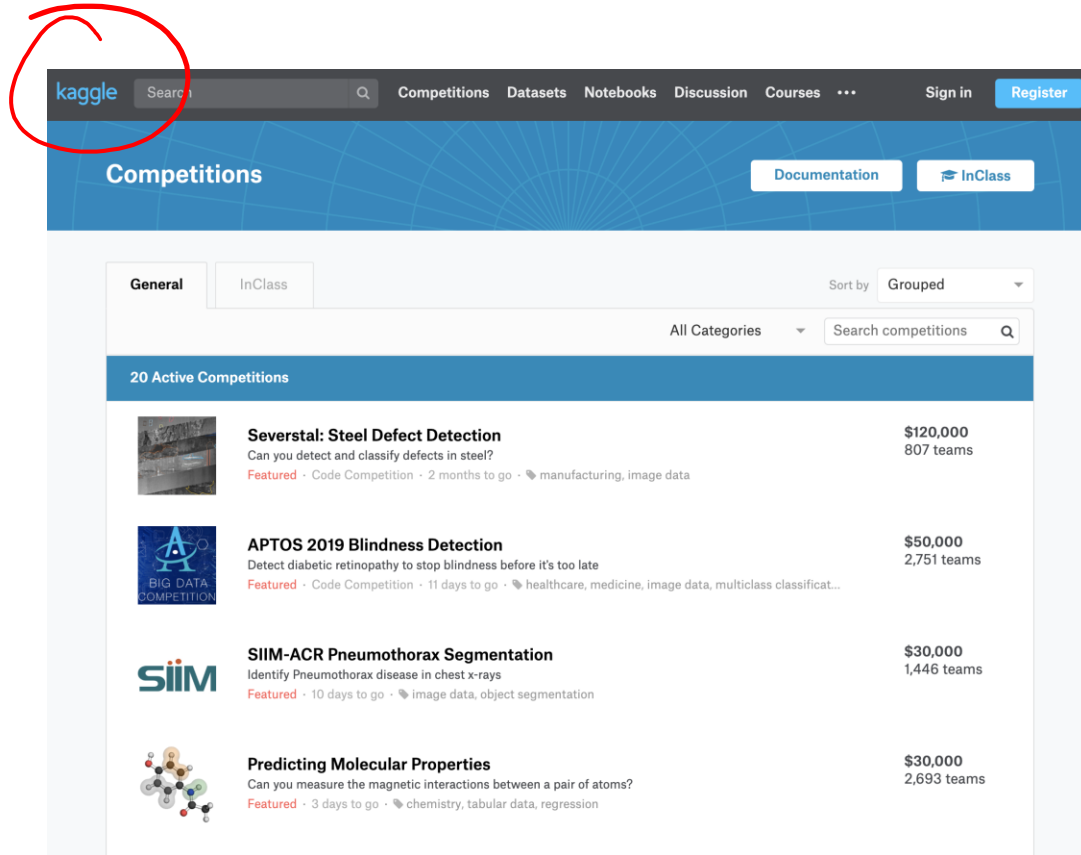 kaggle Search Competitions Datasets Notebooks Discussion Courses ••• Sign in Register
Competitions Documentation InClass
General InClass Sort by Grouped
All Categories Search competitions
20 Active Competitions
Severstal: Steel Defect Detection $120,000
Can you detect and classify defects in steel? 807 teams
Featured · Code Competition · 2 months to go · manufacturing, image data
APTOS 2019 Blindness Detection $50,000
Detect diabetic retinopathy to stop blindness before it's too late 2,751 teams
Featured · Code Competition · 11 days to go · healthcare, medicine, image data, multiclass classificat...
A
BIG DATA
COMPETITION
SIIM-ACR Pneumothorax Segmentation $30,000
Identify Pneumothorax disease in chest x-rays 1,446 teams
Featured · 10 days to go · image data, object segmentation
SIIM
Predicting Molecular Properties $30,000
Can you measure the magnetic interactions between a pair of atoms? 2,693 teams
Featured · 3 days to go · chemistry, tabular data, regression